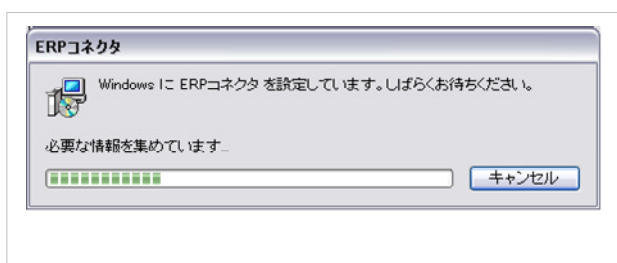 ERPコネクタ
Windows に ERPコネクタ を設定しています。しばらくお待ちください。
必要な情報を集めています...
キャンセル